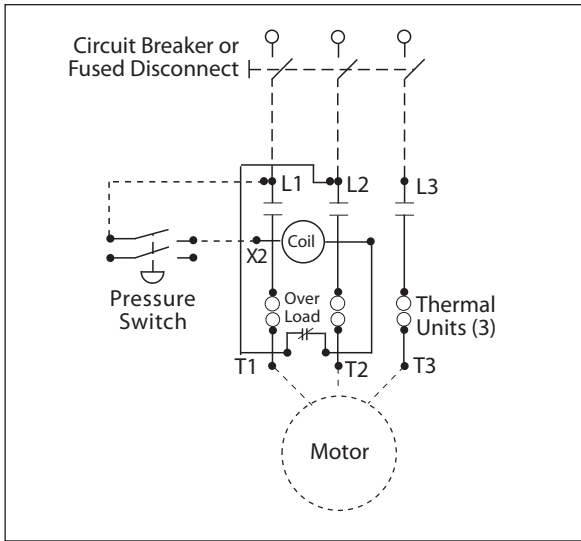 Circuit Breaker or
Fused Disconnect
L1
L2
L3
X2
Coil
Pressure
Switch
Over
Load
Thermal
Units (3)
T1
T2
T3
Motor